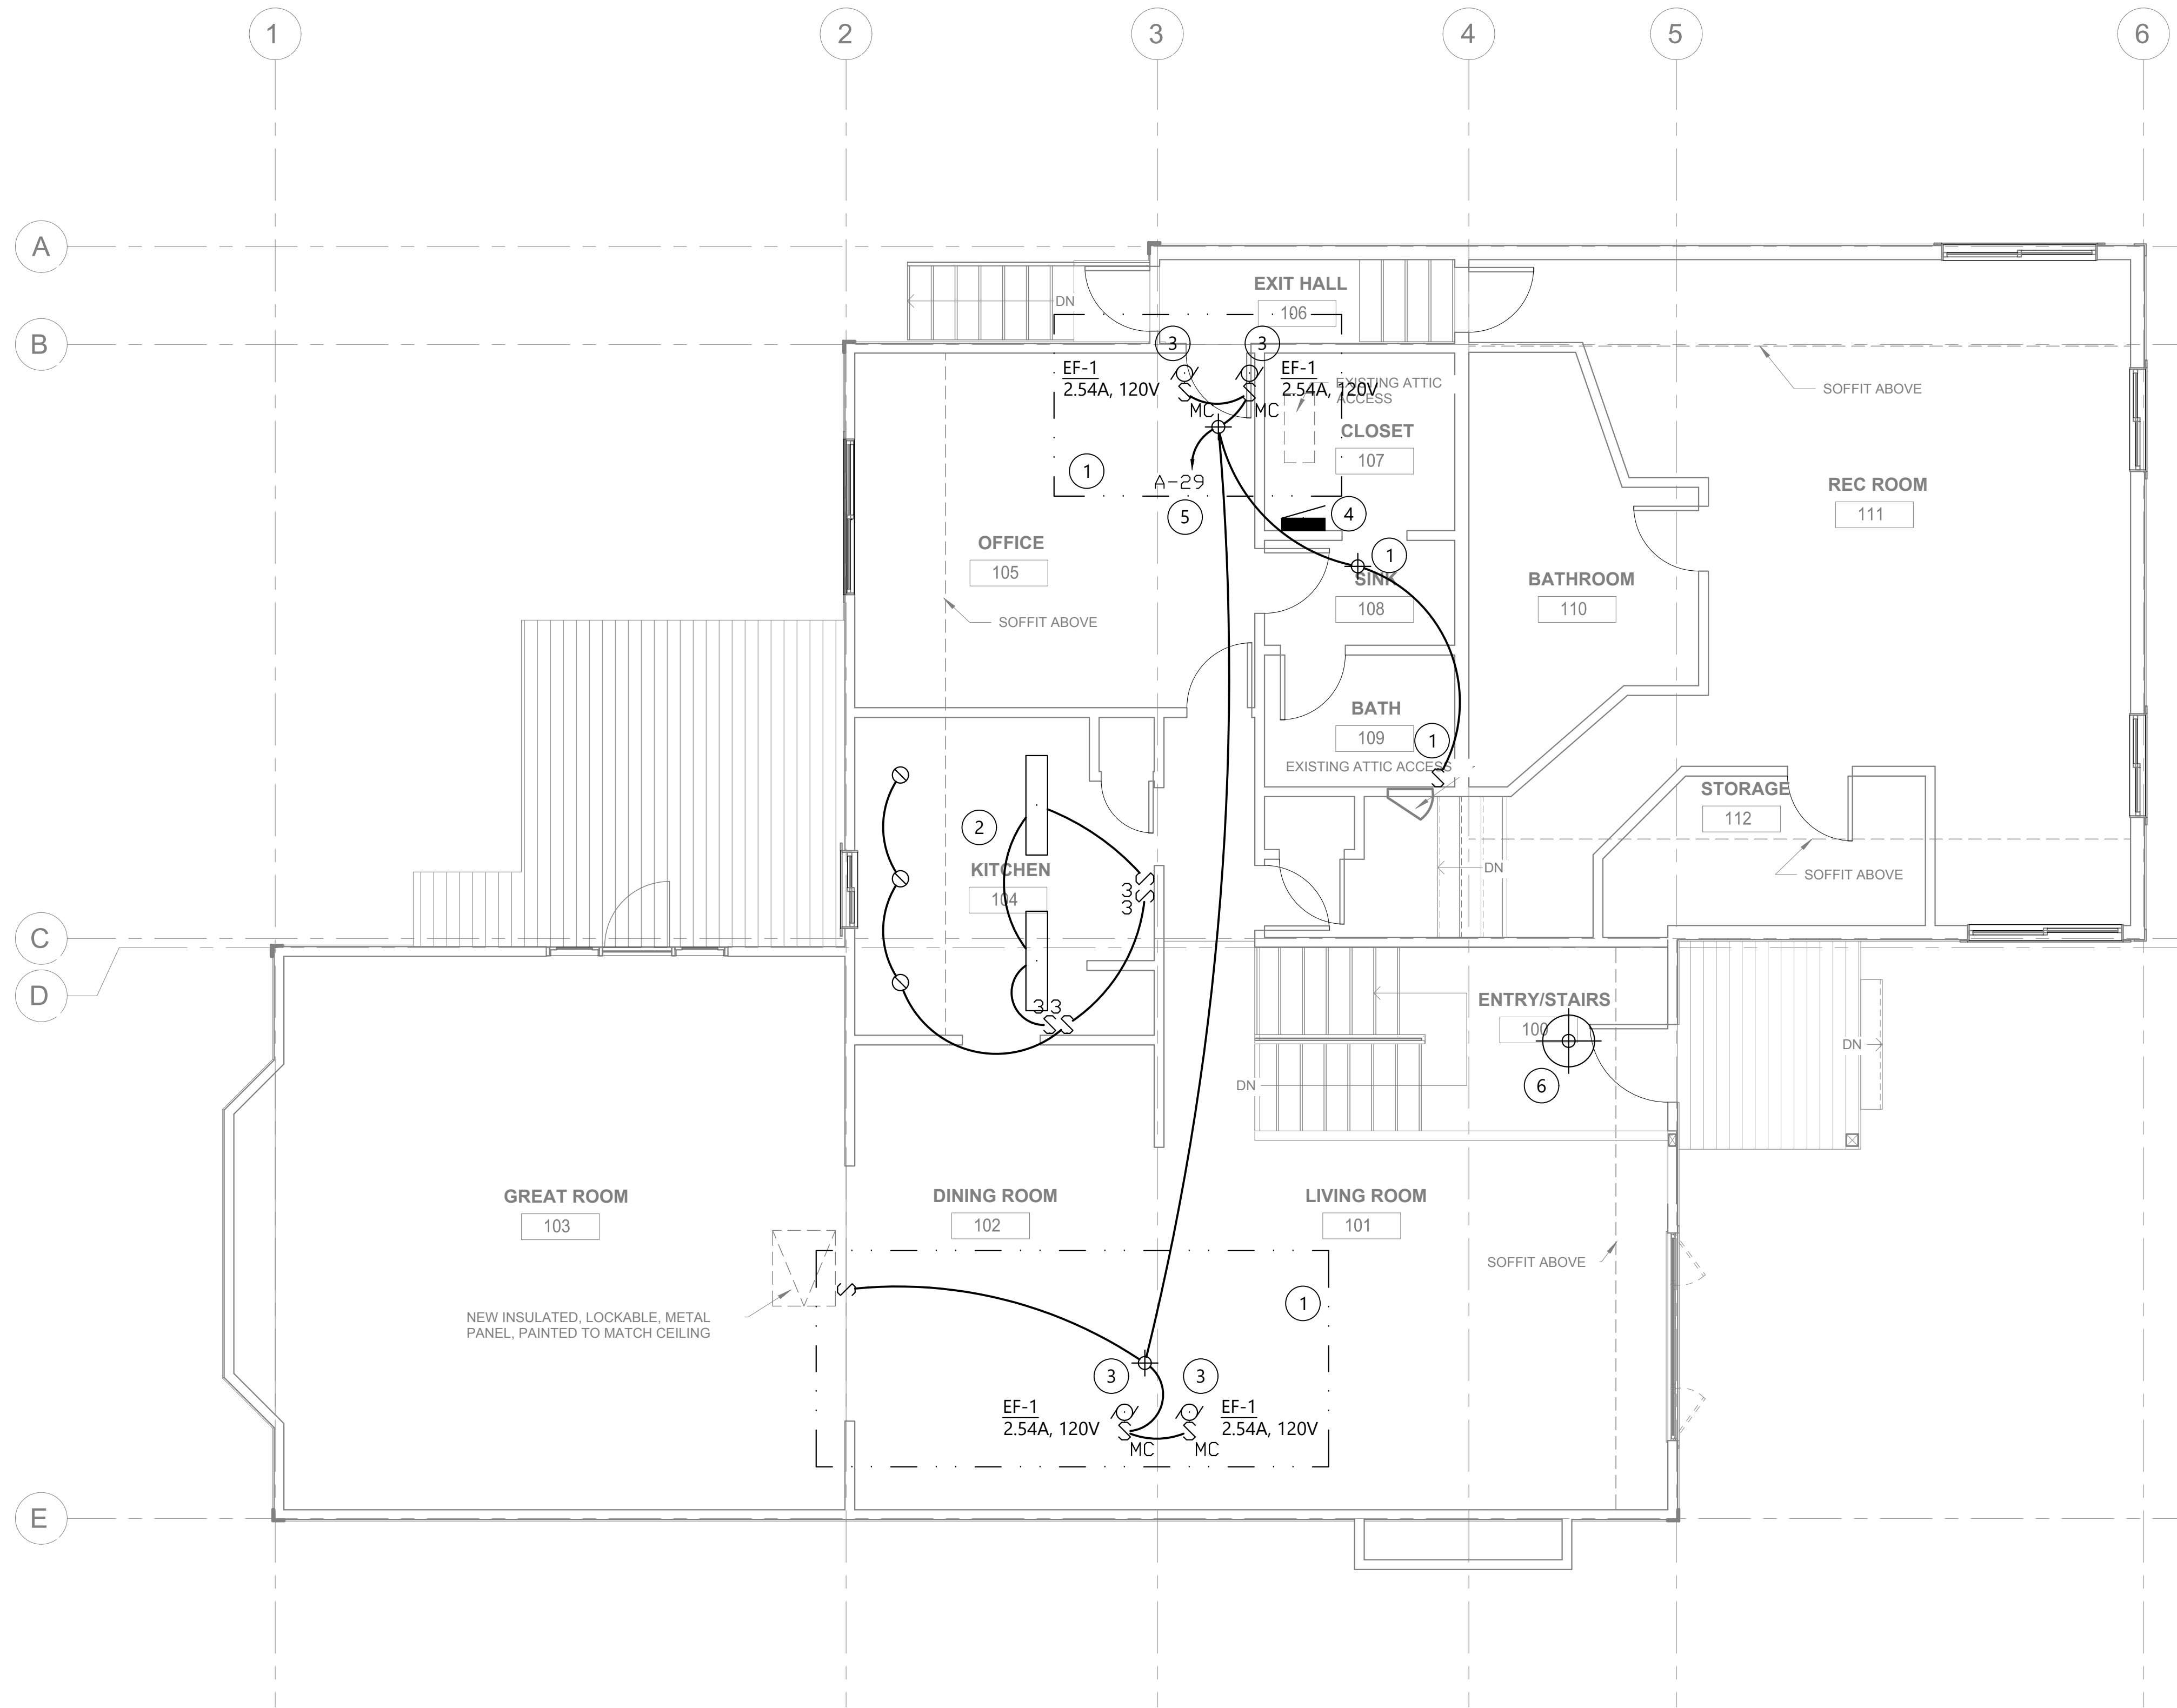 1
2
3
4
5
6
A
B
C
D
E
EXIT HALL
106
DN
3
3
EF-1
2.54A, 120V
EF-1
2.54A, 120V
MC
MC
EXISTING ATTIC
ACCESS
CLOSET
107
1
A-29
5
4
1
SOFFIT ABOVE
REC ROOM
111
OFFICE
105
SOFFIT ABOVE
SINK
108
BATHROOM
110
BATH
109
1
EXISTING ATTIC ACCESS
STORAGE
112
2
KITCHEN
104
3
3
DN
SOFFIT ABOVE
3
3
ENTRY/STAIRS
100
DN
DN
6
GREAT ROOM
103
DINING ROOM
102
LIVING ROOM
101
SOFFIT ABOVE
NEW INSULATED, LOCKABLE, METAL
PANEL, PAINTED TO MATCH CEILING
1
3
3
EF-1
2.54A, 120V
EF-1
2.54A, 120V
MC
MC